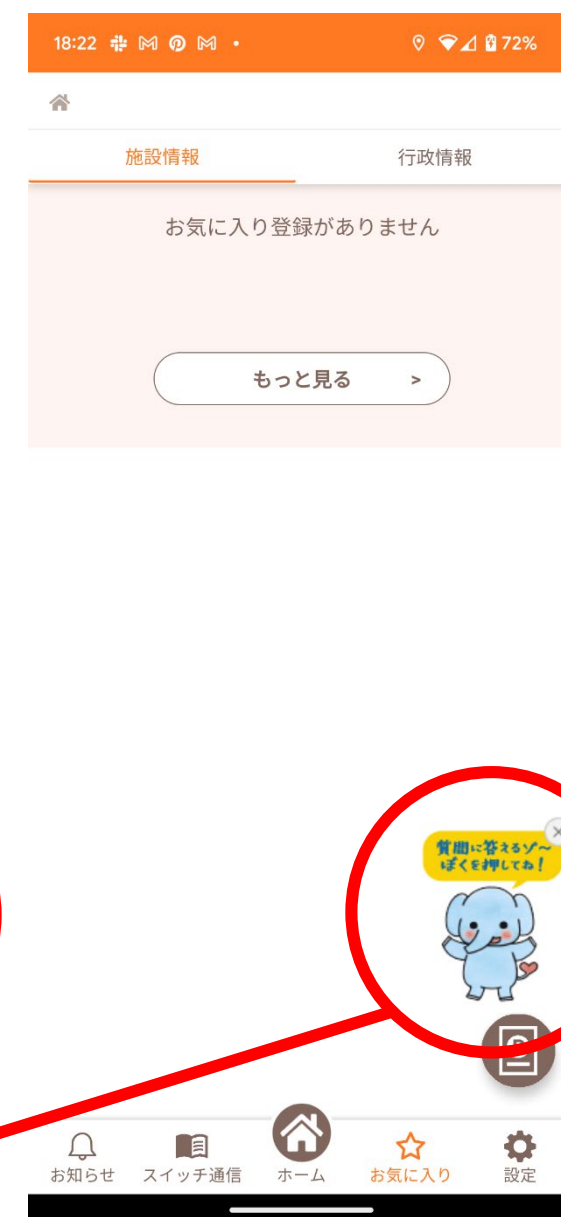 18:22 72%
施設情報 行政情報
お気に入り登録がありません
もっと見る >
質問に答えるゾ〜
ぼくを押してね!
お知らせ スイッチ通信 ホーム お気に入り 設定